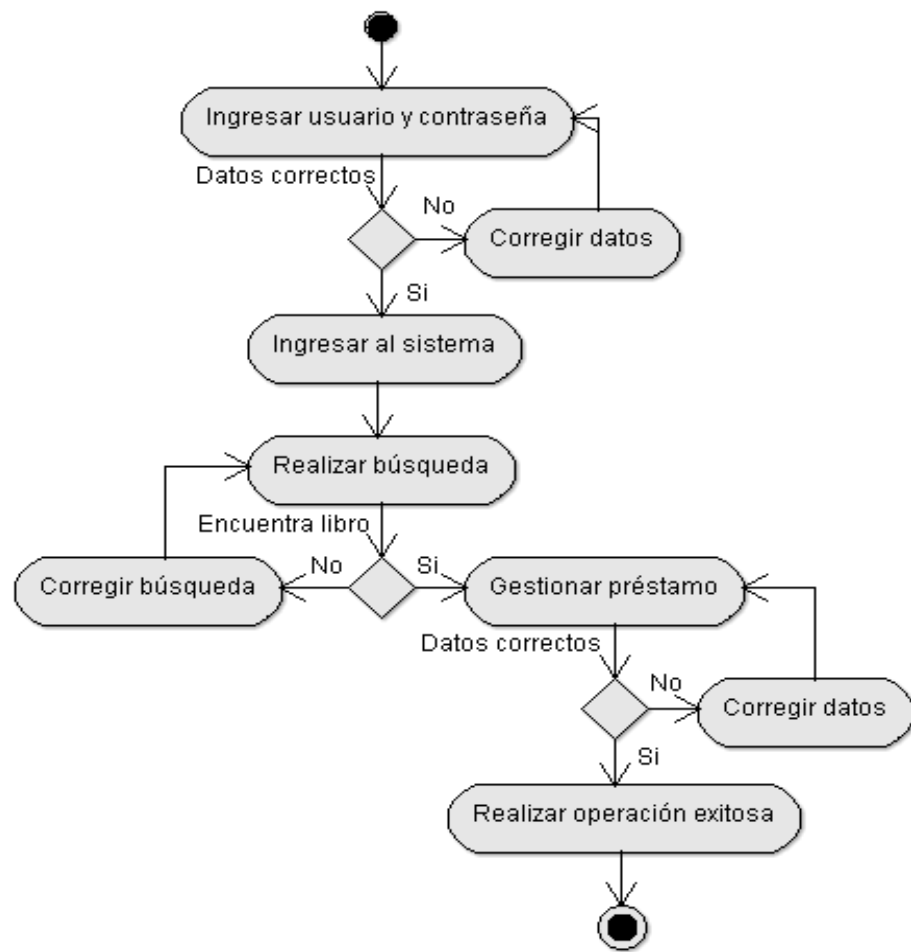 Ingresar usuario y contraseña
Datos correctos
No
Corregir datos
Si
Ingresar al sistema
Realizar búsqueda
Encuentra libro
No
Si
Corregir búsqueda
Gestionar préstamo
Datos correctos
No
Corregir datos
Si
Realizar operación exitosa